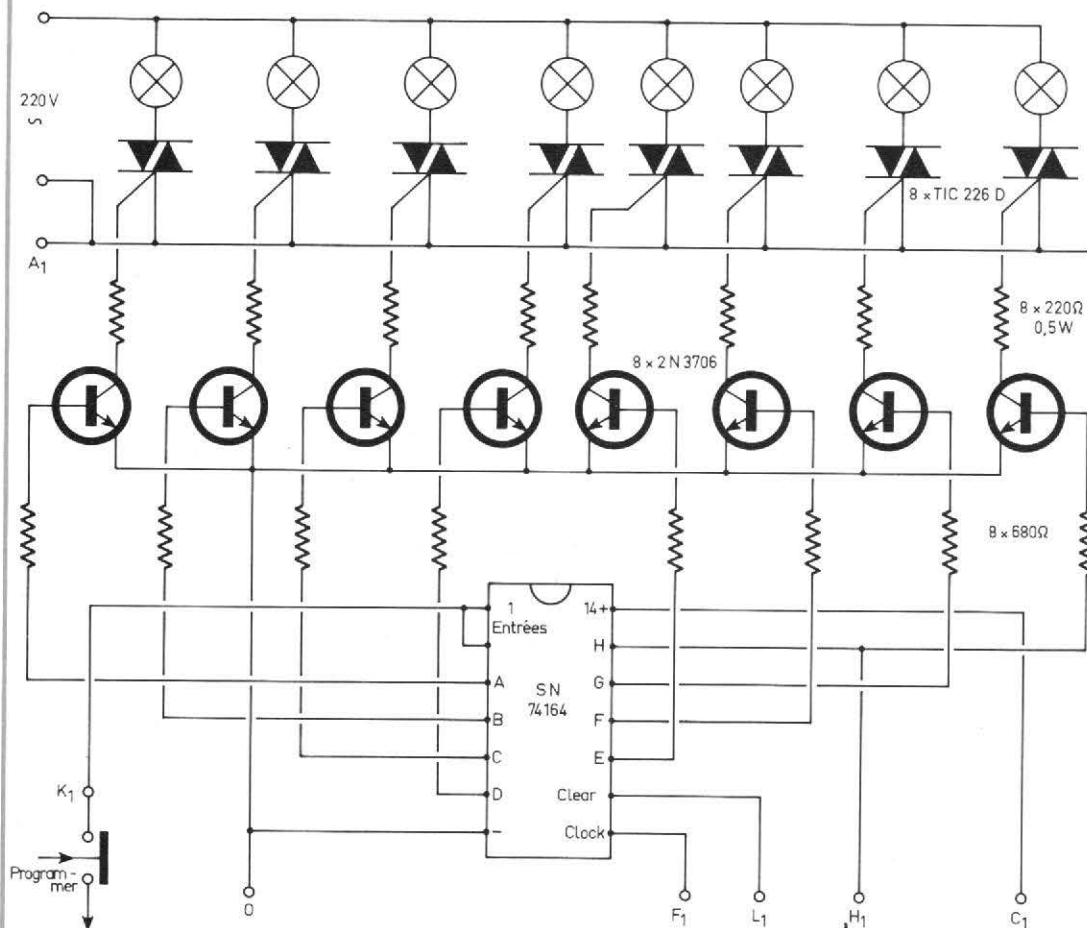 220 V
A1
8 x TIC 226 D
8 x 220Ω
0,5W
8 x 2 N 3706
8 x 680Ω
1
14+
Entrées
H
A
SN
74164
G
B
F
C
E
K1
D
Clear
–
Clock
Program-
mer
0
F1
L1
H1
C1